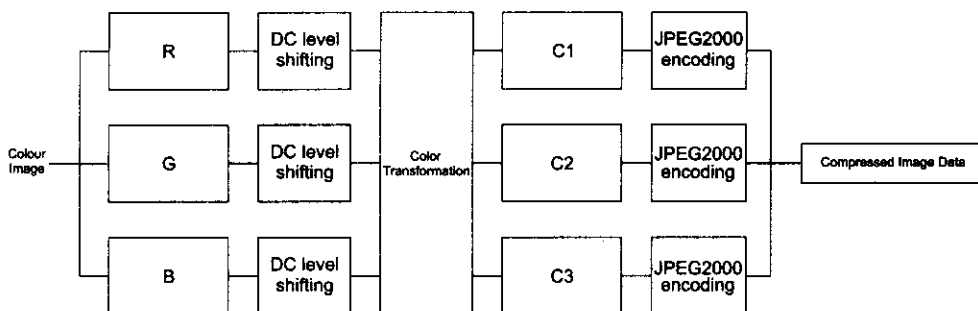 R
DC level
shifting
C1
JPEG2000
encoding
Colour
Image
G
DC level
shifting
Color
Transformation
C2
JPEG2000
encoding
Compressed Image Data
B
DC level
shifting
C3
JPEG2000
encoding